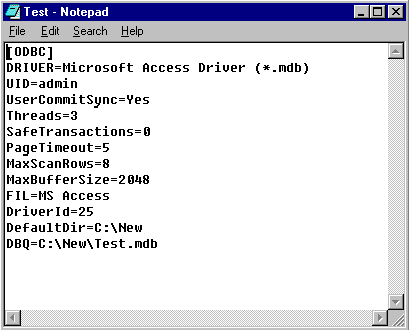 Test - Notepad
File Edit Search Help
[ODBC]
DRIVER=Microsoft Access Driver (*.mdb)
UID=admin
UserCommitSync=Yes
Threads=3
SafeTransactions=0
PageTimeout=5
MaxScanRows=8
MaxBufferSize=2048
FIL=MS Access
DriverId=25
DefaultDir=C:\New
DBQ=C:\New\Test.mdb